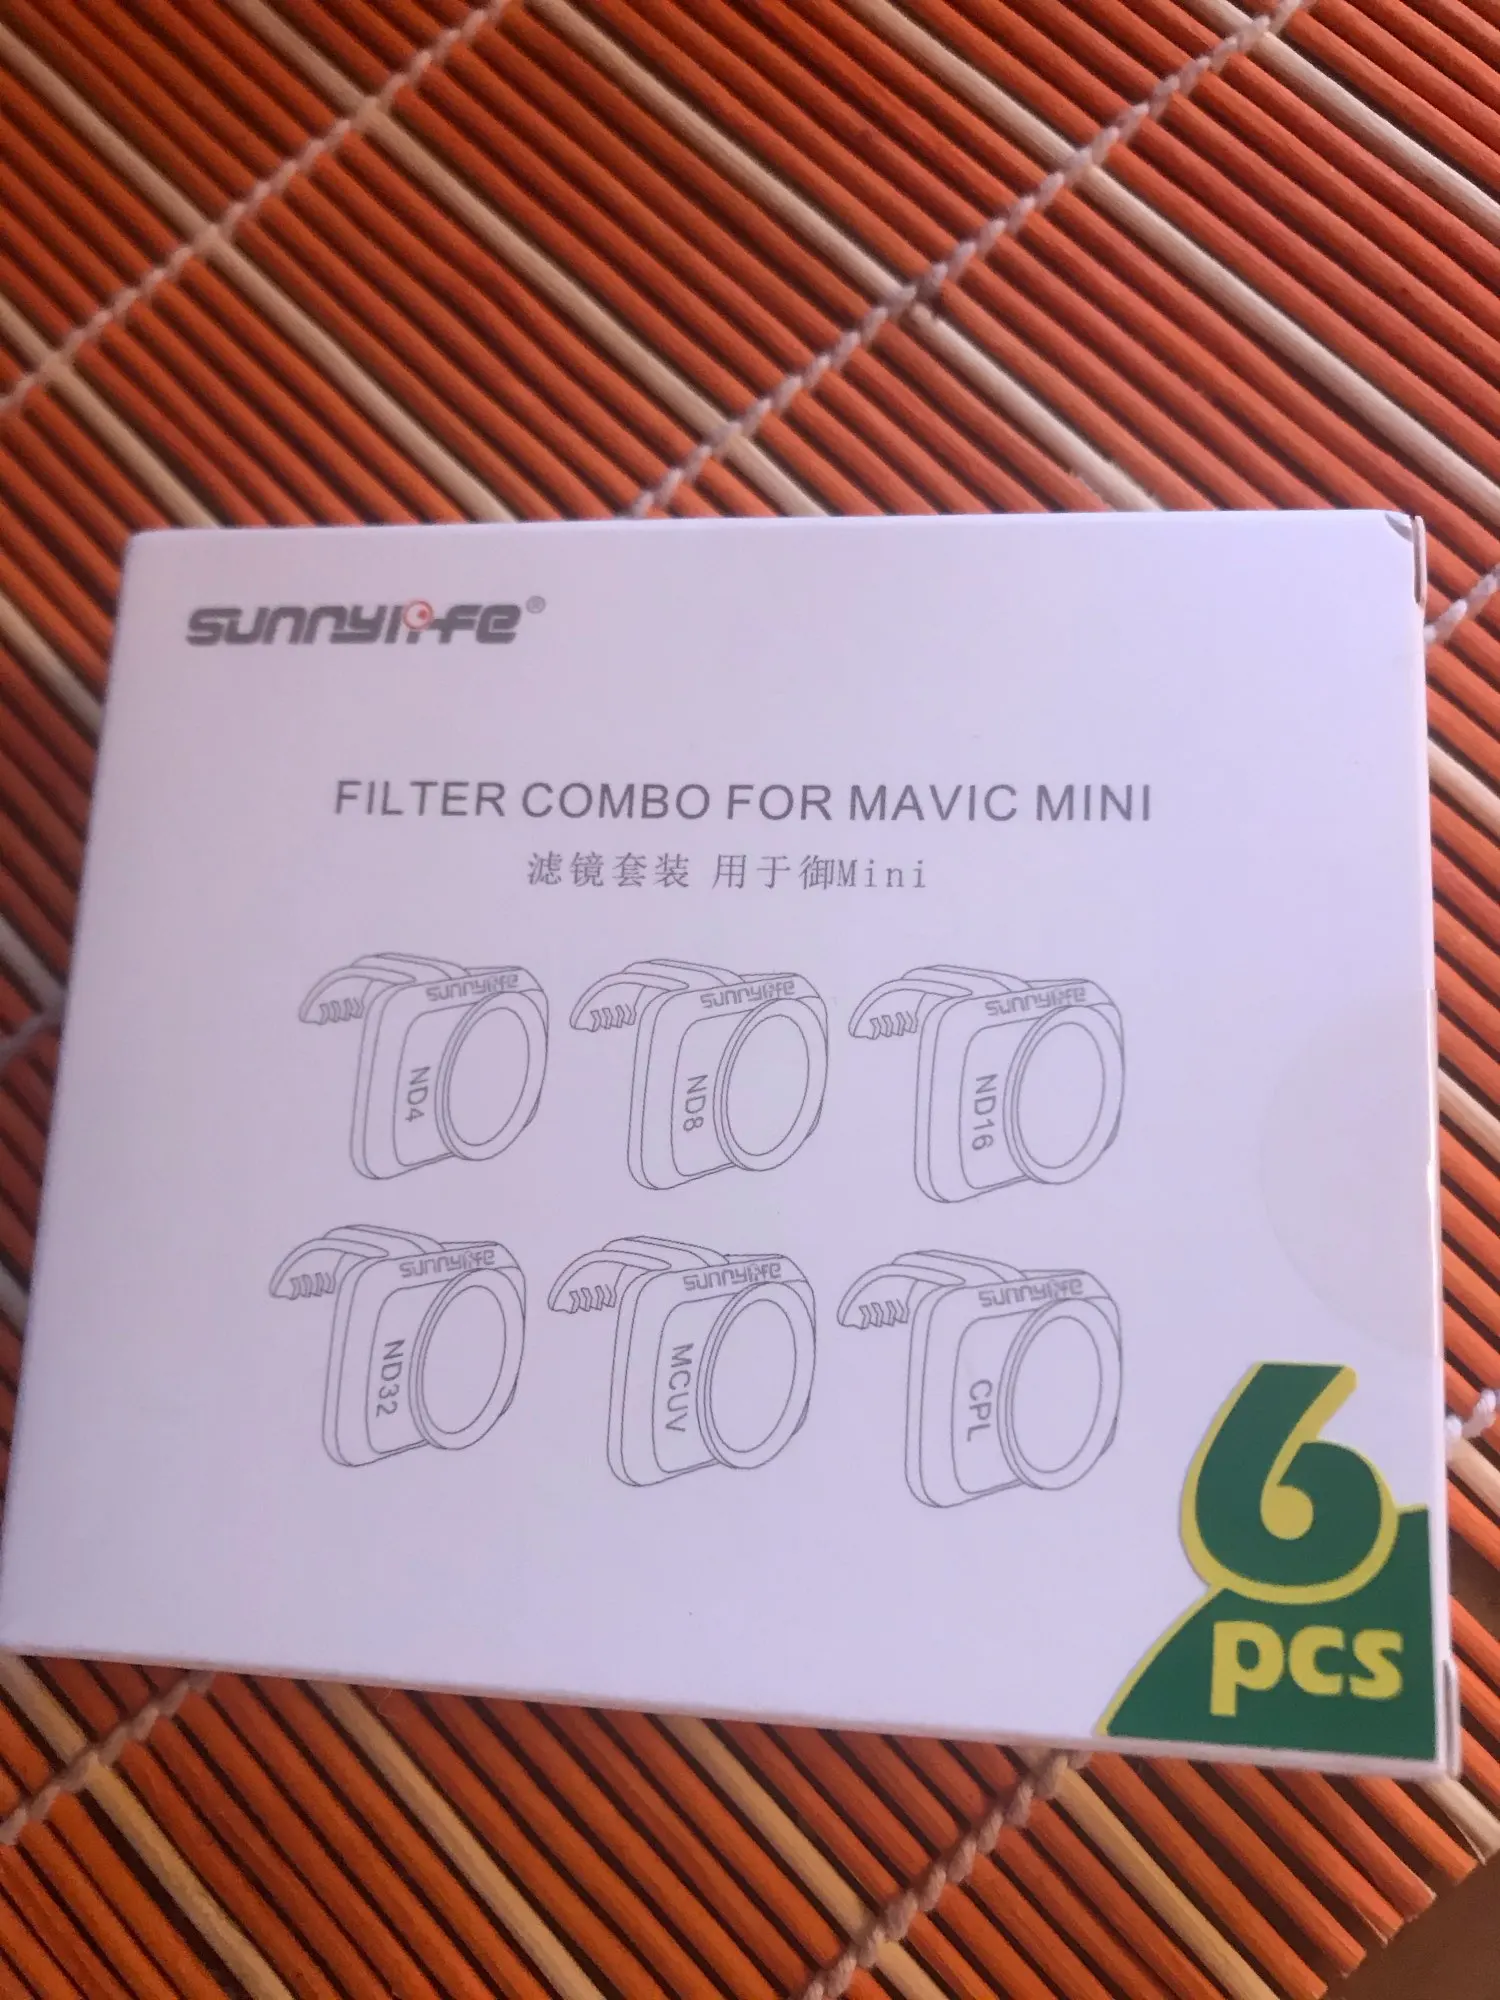 sunnylife®
FILTER COMBO FOR MAVIC MINI
滤镜套装 用于御Mini
sunnylife
ND4
sunnylife
ND8
sunnylife
ND16
sunnylife
ND32
sunnylife
MCUV
sunnylife
CPL
6
pcs